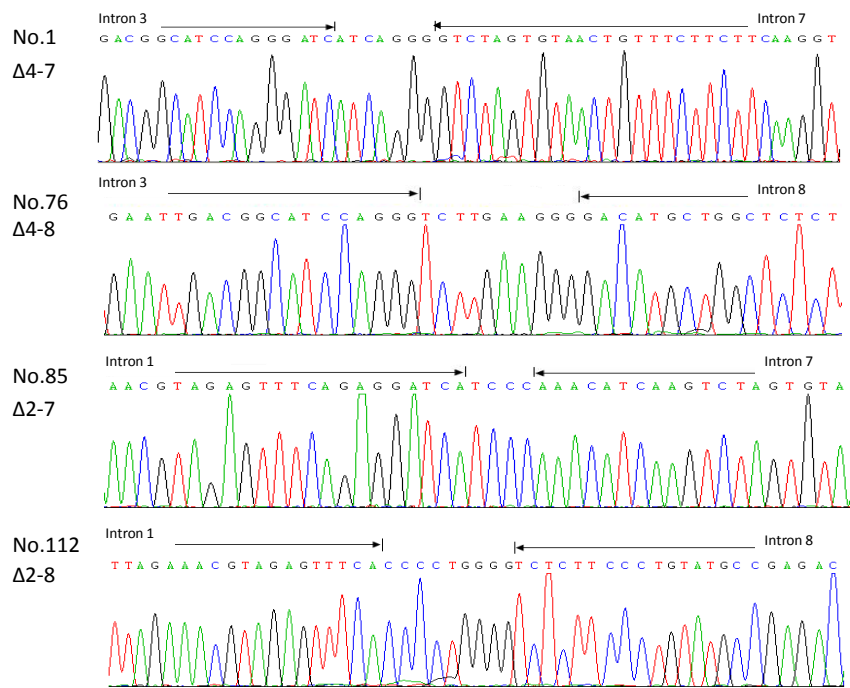 Intron 3 Intron 7
No.1
G A C G G C A T C C A G G G A T C A T C A G G G G T C T A G T G T A A C T G T T T C T T C T T C A A G G T
Δ4-7
Intron 3 Intron 8
No.76
G A A T T G A C G G C A T C C A G G G T C T T G A A G G G G A C A T G C T G G C T C T C T
Δ4-8
Intron 1 Intron 7
No.85
A A C G T A G A G T T T C A G A G G A T C A T C C C A A A C A T C A A G T C T A G T G T A
Δ2-7
Intron 1 Intron 8
No.112
T T A G A A A C G T A G A G T T T C A C C C C T G G G G T C T C T T C C C T G T A T G C C G A G A C
Δ2-8